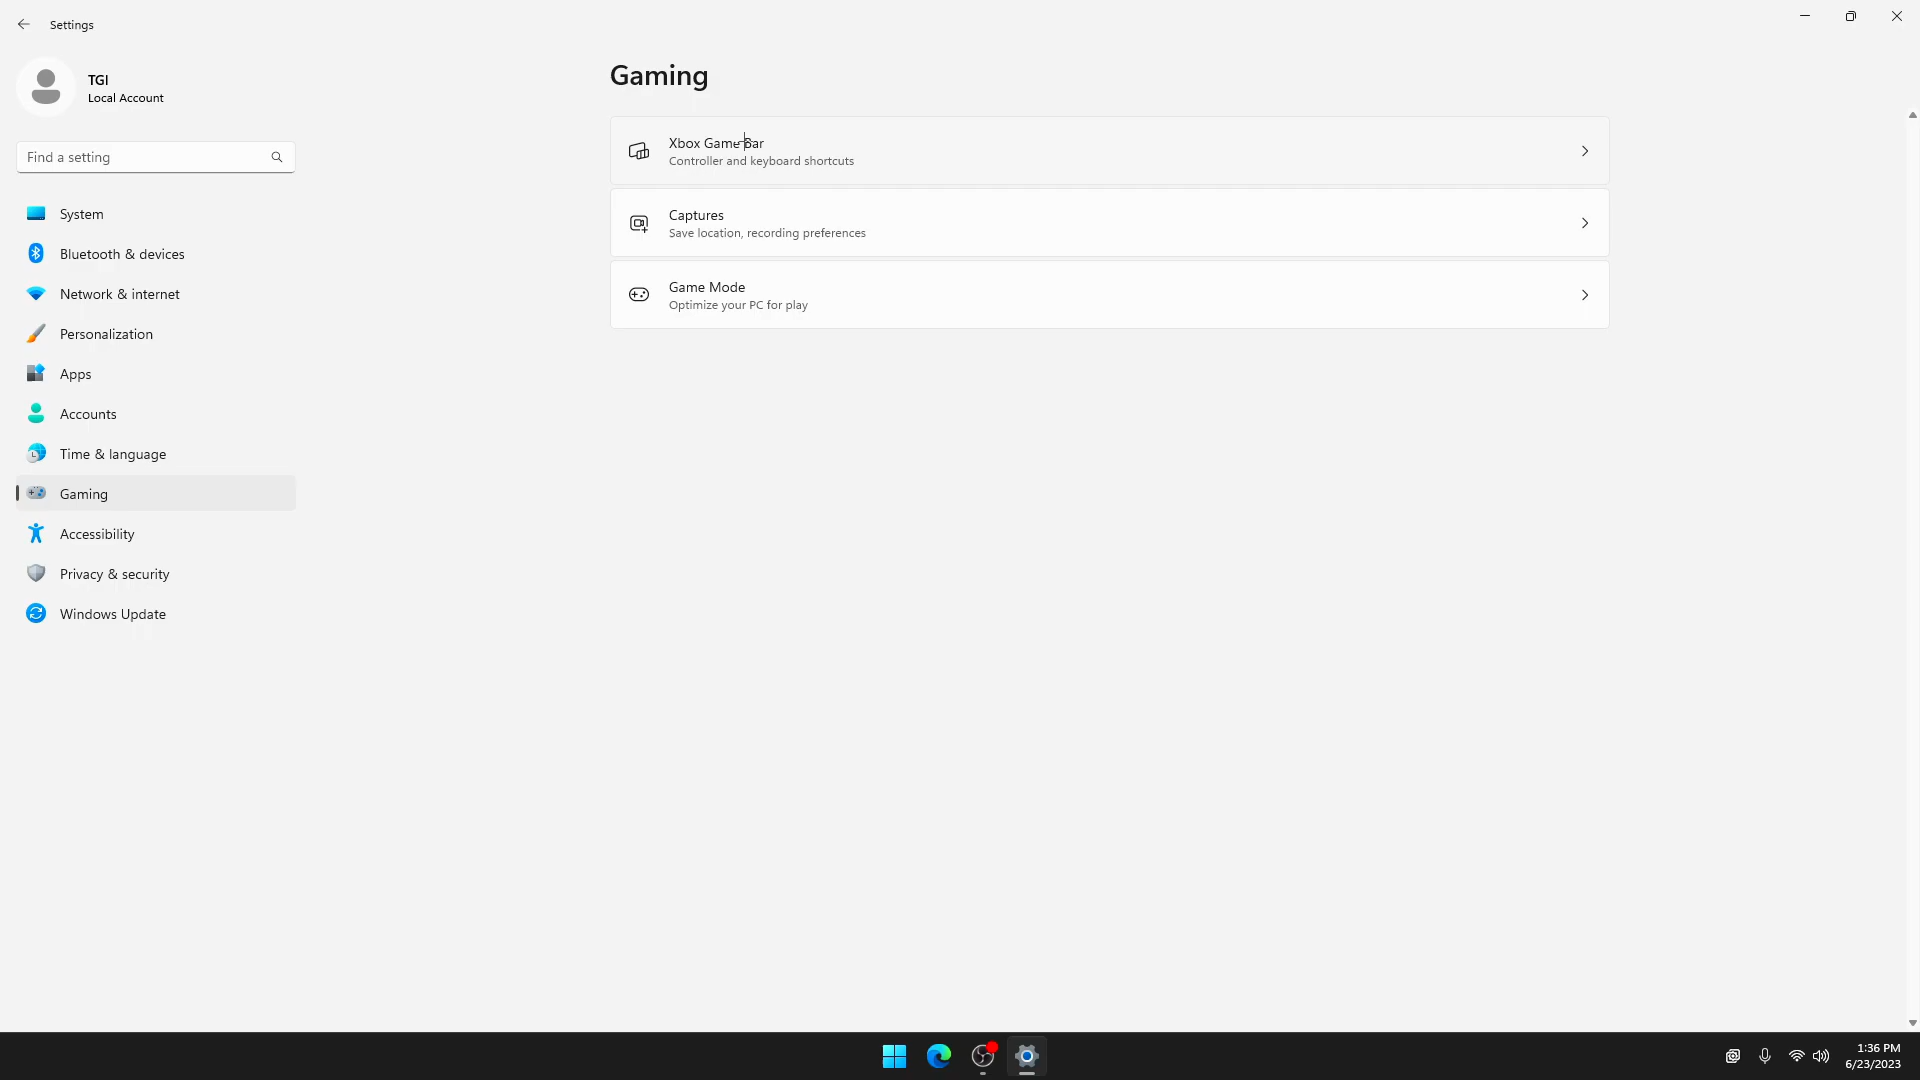 Settings
TGI
Local Account
Find a setting
System
Bluetooth & devices
Network & internet
Personalization
Apps
Accounts
Time & language
Gaming
Accessibility
Privacy & security
Windows Update
Gaming
Xbox Game Bar
Controller and keyboard shortcuts
Captures
Save location, recording preferences
Game Mode
Optimize your PC for play
1:36 PM
6/23/2023